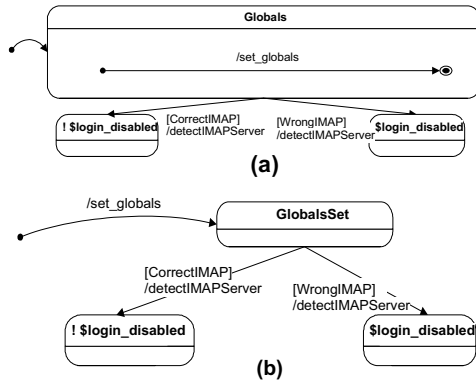 Globals
/set_globals
[CorrectIMAP] [WrongIMAP]
! $login_disabled /detectIMAPServer /detectIMAPServer $login_disabled
(a)
/set_globals
GlobalsSet
[CorrectIMAP]
/detectIMAPServer
[WrongIMAP]
/detectIMAPServer
! $login_disabled
$login_disabled
(b)